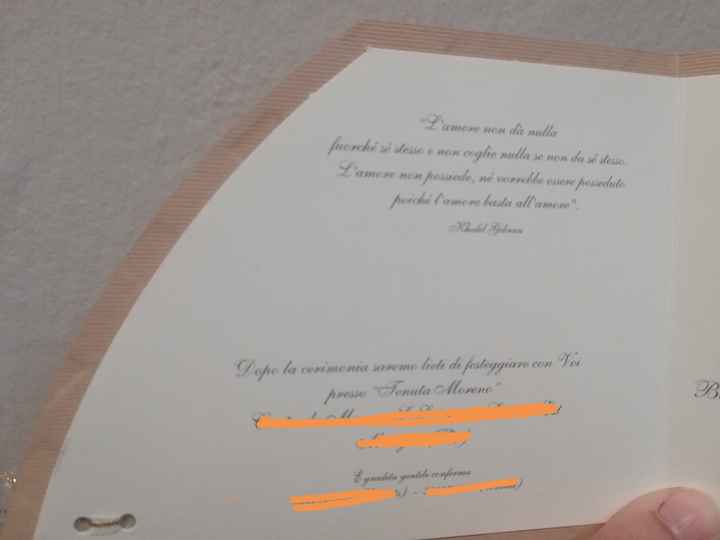 "L'amore non dà nulla
fuorché sé stesso e non coglie nulla se non da sé stesso.
L'amore non possiede, né vorrebbe essere posseduto
poiché l'amore basta all'amore".
Khalil Gibran
Dopo la cerimonia saremo lieti di festeggiare con Voi
presso "Tenuta Moreno"
È gradita gentile conferma
B